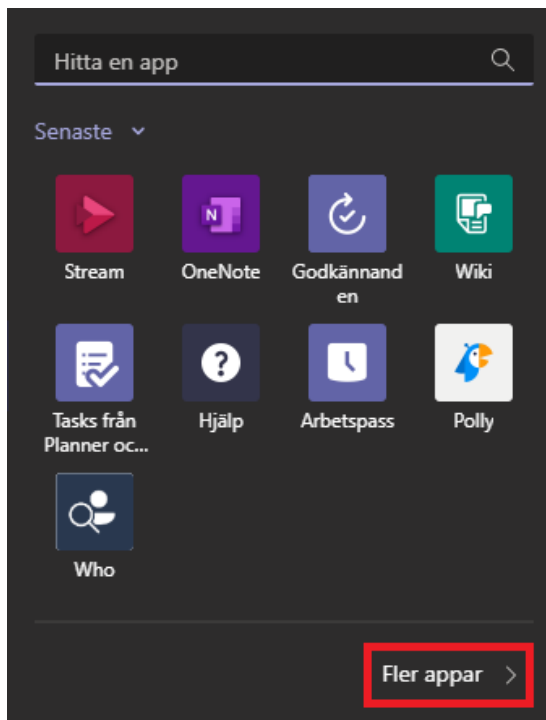 Hitta en app
Senaste
Stream
OneNote
Godkännand
en
Wiki
Tasks från
Planner oc...
Hjälp
Arbetspass
Polly
Who
Fler appar